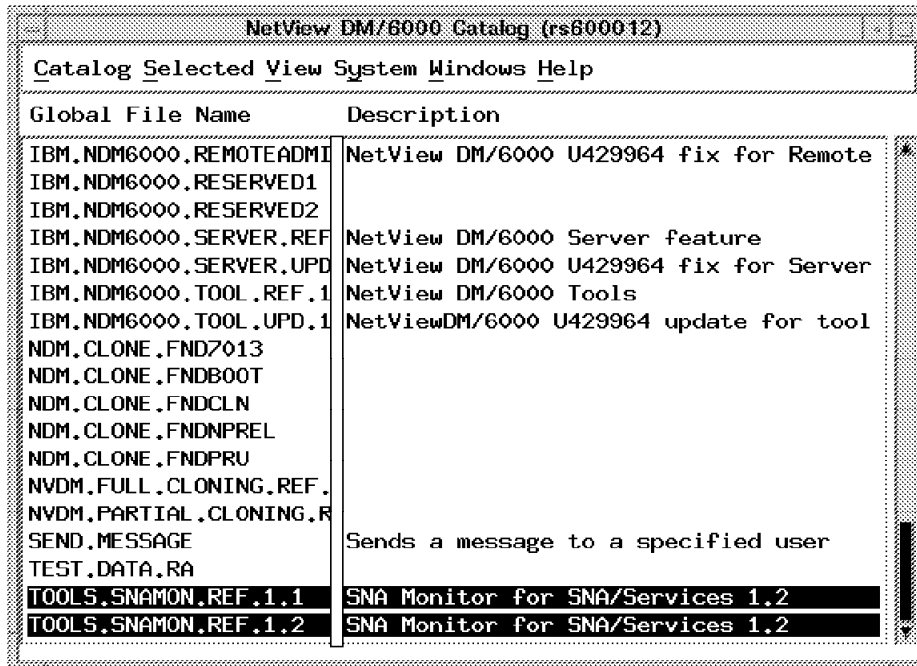 NetView DM/6000 Catalog (rs600012)
Catalog Selected View System Windows Help
Global File Name Description
IBM.NDM6000.REMOTEADMI NetView DM/6000 U429964 fix for Remote
IBM.NDM6000.RESERVED1
IBM.NDM6000.RESERVED2
IBM.NDM6000.SERVER.REF NetView DM/6000 Server feature
IBM.NDM6000.SERVER.UPD NetView DM/6000 U429964 fix for Server
IBM.NDM6000.TOOL.REF.1 NetView DM/6000 Tools
IBM.NDM6000.TOOL.UPD.1 NetViewDM/6000 U429964 update for tool
NDM.CLONE.FND7013
NDM.CLONE.FNDBOOT
NDM.CLONE.FNDCLN
NDM.CLONE.FNDNPREL
NDM.CLONE.FNDPRU
NVDM.FULL.CLONING.REF.
NVDM.PARTIAL.CLONING.R
SEND.MESSAGE Sends a message to a specified user
TEST.DATA.RA
TOOLS.SNAMON.REF.1.1 SNA Monitor for SNA/Services 1.2
TOOLS.SNAMON.REF.1.2 SNA Monitor for SNA/Services 1.2